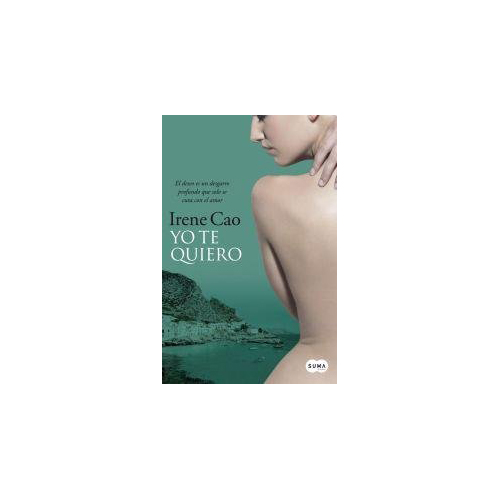 El deseo es un desgarro
profundo que solo se
cura con el amor
Irene Cao
YO TE
QUIERO
SUMA